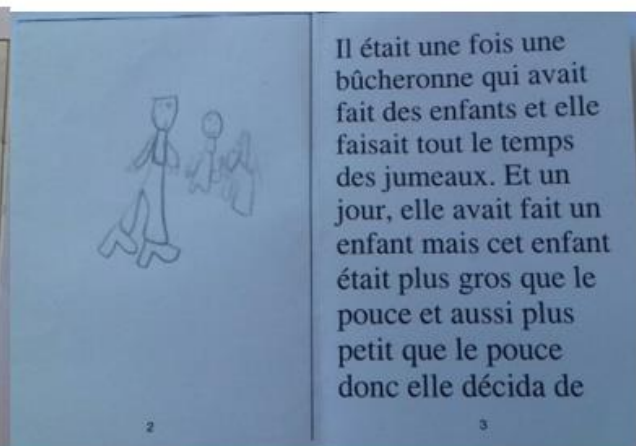 Il était une fois une
bûcheronne qui avait
fait des enfants et elle
faisait tout le temps
des jumeaux. Et un
jour, elle avait fait un
enfant mais cet enfant
était plus gros que le
pouce et aussi plus
petit que le pouce
donc elle décida de
2
3